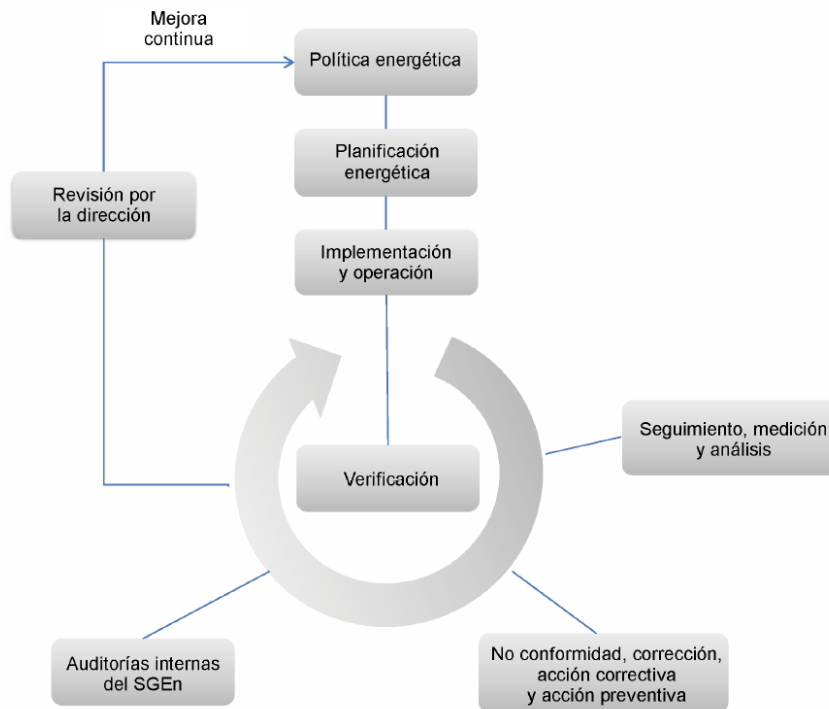 Mejora
continua
Política energética
Planificación
energética
Revisión por
la dirección
Implementación
y operación
Seguimiento, medición
y análisis
Verificación
Auditorías internas
del SGEn
No conformidad, corrección,
acción correctiva
y acción preventiva